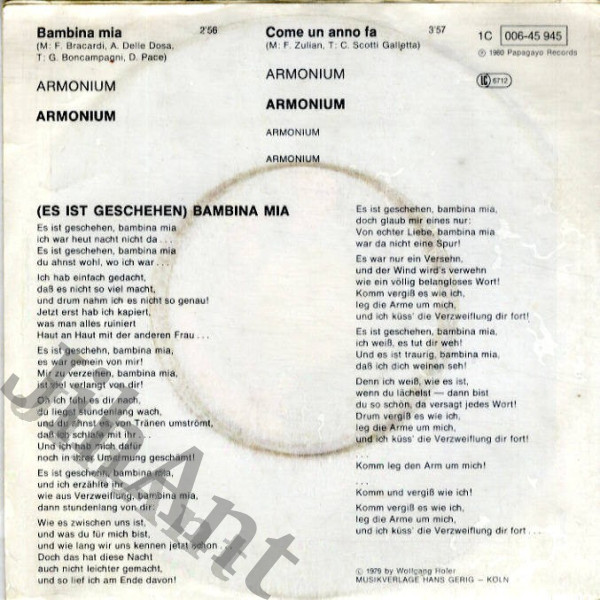 Bambina mia 2'56
(M: F. Bracardi, A. Delle Dosa,
T: G. Boncampagni, D. Pace)
ARMONIUM
ARMONIUM
Come un anno fa 3'57
(M: F. Zulian, T: C. Scotti Galletta)
ARMONIUM
ARMONIUM
ARMONIUM
ARMONIUM
1C 006-45 945
Ⓟ 1980 Papagayo Records
LC 6712
(ES IST GESCHEHEN) BAMBINA MIA
Es ist geschehen, bambina mia
ich war heut nacht nicht da . . .
Es ist geschehen, bambina mia
du ahnst wohl, wo ich war . . .
Ich hab einfach gedacht,
daß es nicht so viel macht,
und drum nahm ich es nicht so genau!
Jetzt erst hab ich kapiert,
was man alles ruiniert
Haut an Haut mit der anderen Frau . . .
Es ist geschehn, bambina mia,
es war gemein von mir!
Mir zu verzeihen, bambina mia,
ist viel verlangt von dir!
Oh ich fühl es dir nach,
du liegst stundenlang wach,
und du ahnst es, von Tränen umströmt,
daß es schlief mit ihr . . .
Und ich hab mich dafür
noch in ihrer Umarmung geschämt!
Es ist geschehn, bambina mia,
und ich erzählte ihr
wie aus Verzweiflung, bambina mia,
dann stundenlang von dir.
Wie es zwischen uns ist,
und was du für mich bist,
und wie lang wir uns kennen jetzt schon . . .
Doch das hat diese Nacht
auch nicht leichter gemacht,
und so lief ich am Ende davon!
Es ist geschehen, bambina mia,
doch glaub mir eines nur:
Von echter Liebe, bambina mia
war da nicht eine Spur!
Es war nur ein Versehn,
und der Wind wird's verwehn
wie ein völlig belangloses Wort!
Komm vergiß es wie ich,
leg die Arme um mich,
und ich küss' die Verzweiflung dir fort!
Es ist geschehen, bambina mia,
ich weiß, es tut dir weh!
Und es ist traurig, bambina mia,
daß ich dich weinen seh!
Denn ich weiß, wie es ist,
wenn du lächelst — dann bist
du so schön, da versagt jedes Wort!
Drum vergiß es wie ich,
leg die Arme um mich,
und ich küss' die Verzweiflung dir fort!
. . .
Komm leg den Arm um mich!
. . .
Komm und vergiß wie ich!
Komm vergiß es wie ich,
leg die Arme um mich,
und ich küss' die Verzweiflung dir fort . . .
. . .
© 1979 by Wolfgang Hofer
MUSIKVERLAGE HANS GERIG – KÖLN